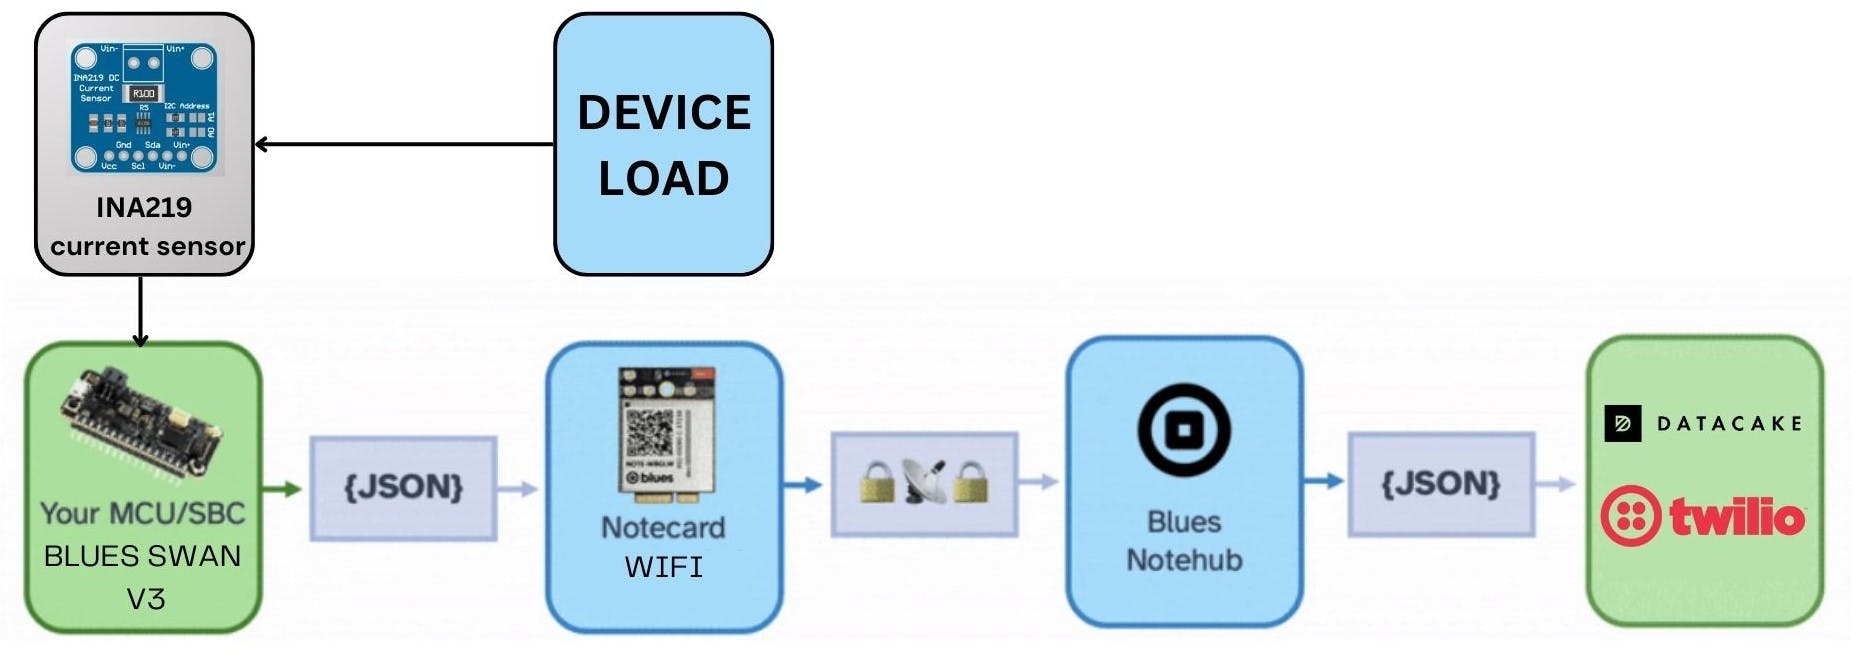 Vin- Vin+
INA219 DC
Current
Sensor
R100
R5 I2C Address
A1
A0
Gnd Sda Vin+
Vcc Scl Vin-
INA219
current sensor
DEVICE
LOAD
Your MCU/SBC
BLUES SWAN
V3
{JSON}
blues
Notecard
WIFI
Blues
Notehub
{JSON}
DATACAKE
twilio